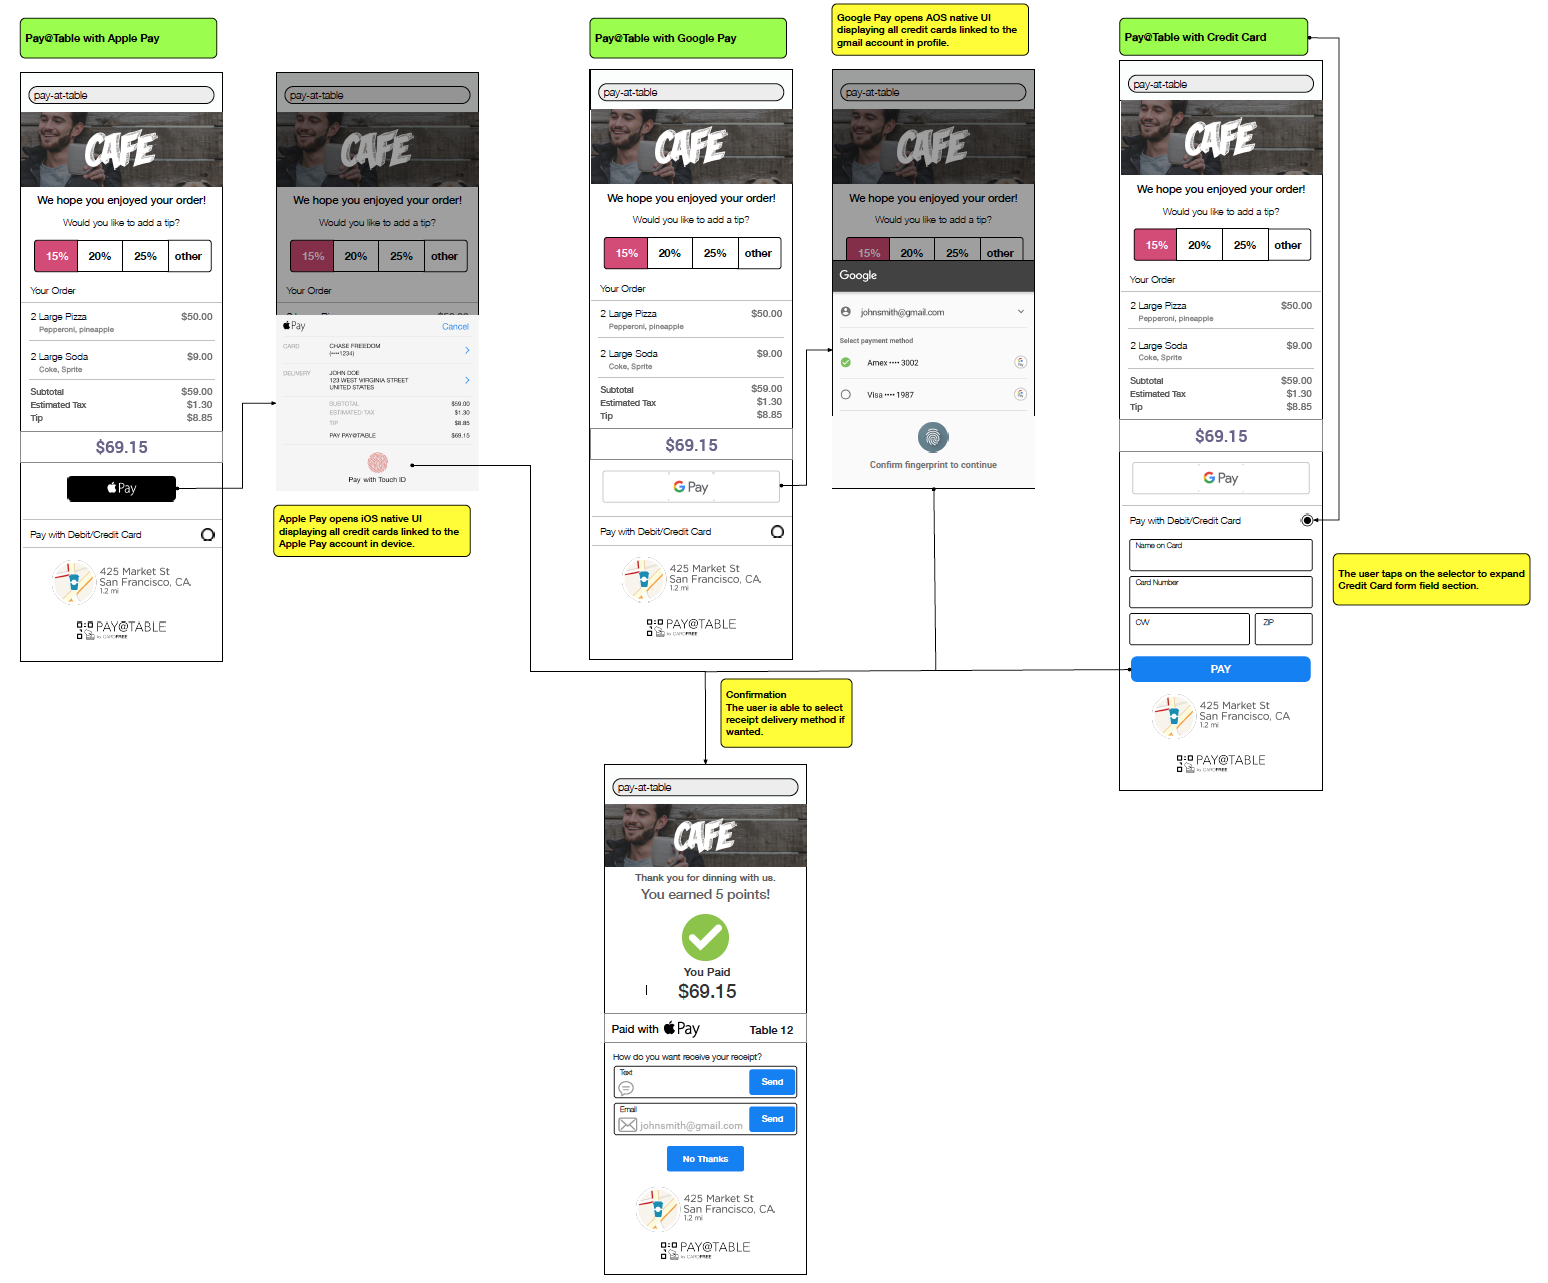 Pay@Table with Apple Pay
pay-at-table
CAFE
We hope you enjoyed your order!
Would you like to add a tip?
15% 20% 25% other
Your Order
2 Large Pizza $50.00
Pepperoni, pineapple
2 Large Soda $9.00
Coke, Sprite
Subtotal $59.00
Estimated Tax $1.30
Tip $8.85
$69.15
Pay
Pay with Debit/Credit Card
425 Market St
San Francisco, CA.
1.2 mi
PAY@TABLE
by CARDFREE
pay-at-table
CAFE
We hope you enjoyed your order!
Would you like to add a tip?
15% 20% 25% other
Your Order
Pay Cancel
CARD CHASE FREEDOM
(••••1234)
DELIVERY JOHN DOE
123 WEST VIRGINIA STREET
UNITED STATES
SUBTOTAL $59.00
ESTIMATED TAX $1.30
TIP $8.85
PAY PAY@TABLE $69.15
Pay with Touch ID
Apple Pay opens iOS native UI
displaying all credit cards linked to the
Apple Pay account in device.
Pay@Table with Google Pay
pay-at-table
CAFE
We hope you enjoyed your order!
Would you like to add a tip?
15% 20% 25% other
Your Order
2 Large Pizza $50.00
Pepperoni, pineapple
2 Large Soda $9.00
Coke, Sprite
Subtotal $59.00
Estimated Tax $1.30
Tip $8.85
$69.15
G Pay
Pay with Debit/Credit Card
425 Market St
San Francisco, CA.
1.2 mi
PAY@TABLE
by CARDFREE
Google Pay opens AOS native UI
displaying all credit cards linked to the
gmail account in profile.
pay-at-table
CAFE
We hope you enjoyed your order!
Would you like to add a tip?
15% 20% 25% other
Google
johnsmith@gmail.com
Select payment method
Amex •••• 3002
Visa •••• 1987
Confirm fingerprint to continue
Pay@Table with Credit Card
pay-at-table
CAFE
We hope you enjoyed your order!
Would you like to add a tip?
15% 20% 25% other
Your Order
2 Large Pizza $50.00
Pepperoni, pineapple
2 Large Soda $9.00
Coke, Sprite
Subtotal $59.00
Estimated Tax $1.30
Tip $8.85
$69.15
G Pay
Pay with Debit/Credit Card
Name on Card
Card Number
CVV ZIP
PAY
425 Market St
San Francisco, CA
1.2 mi
PAY@TABLE
by CARDFREE
The user taps on the selector to expand
Credit Card form field section.
Confirmation
The user is able to select
receipt delivery method if
wanted.
pay-at-table
CAFE
Thank you for dinning with us.
You earned 5 points!
You Paid
$69.15
Paid with Pay Table 12
How do you want receive your receipt?
Text
Send
Email
johnsmith@gmail.com Send
No Thanks
425 Market St
San Francisco, CA.
1.2 mi
PAY@TABLE
by CARDFREE